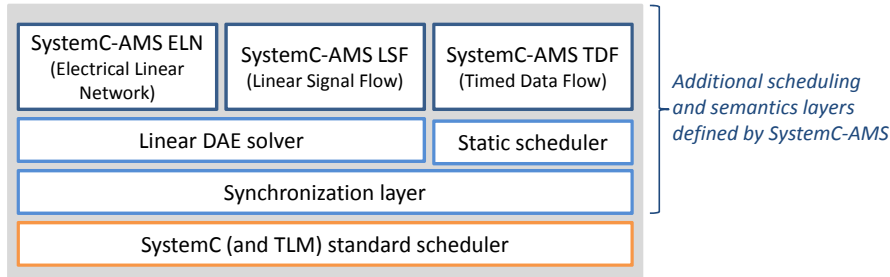 SystemC-AMS ELN
(Electrical Linear
Network)
SystemC-AMS LSF
(Linear Signal Flow)
SystemC-AMS TDF
(Timed Data Flow)
Additional scheduling
and semantics layers
defined by SystemC-AMS
Linear DAE solver
Static scheduler
Synchronization layer
SystemC (and TLM) standard scheduler